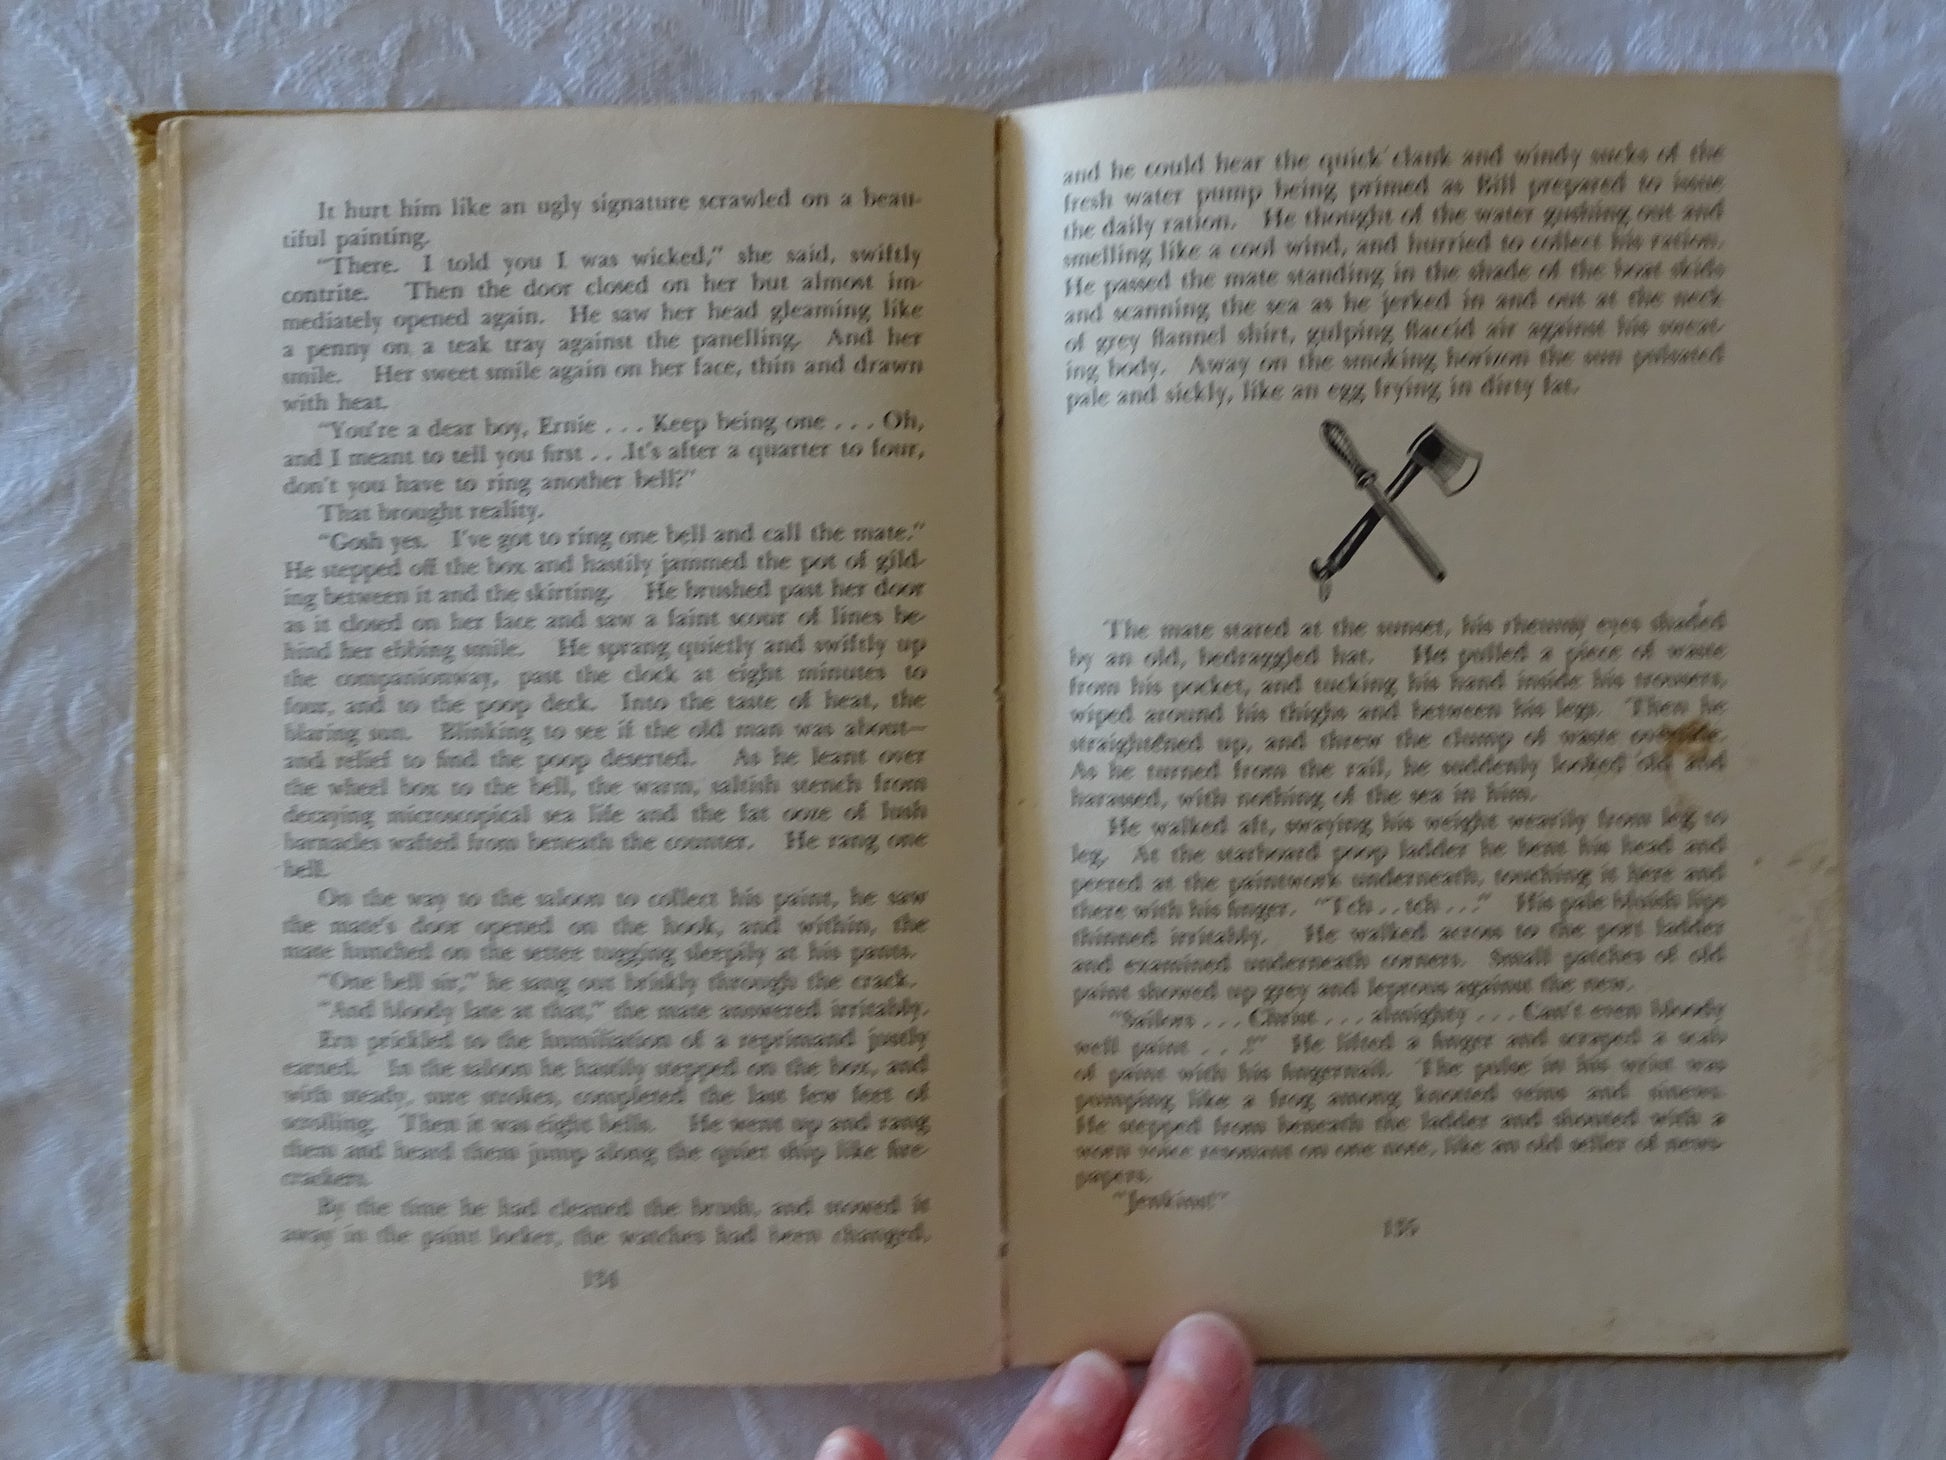 It hurt him like an ugly signature scrawled on a beau-
tiful painting.
"There. I told you I was wicked," she said, swiftly
contrite. Then the door closed on her but almost im-
mediately opened again. He saw her head gleaming like
a penny on a teak tray against the panelling. And her
smile. Her sweet smile again on her face, thin and drawn
with heat.
"You're a dear boy, Ernie . . . Keep being one . . . Oh,
and I meant to tell you first . . .It's after a quarter to four,
don't you have to ring another bell?"
That brought reality.
"Gosh yes. I've got to ring one bell and call the mate."
He stepped off the box and hastily jammed the pot of gild-
ing between it and the skirting. He brushed past her door
as it closed on her face and saw a faint scour of lines be-
hind her ebbing smile. He sprang quietly and swiftly up
the companionway, past the clock at eight minutes to
four, and to the poop deck. Into the taste of heat, the
blaring sun. Blinking to see if the old man was about—
and relief to find the poop deserted. As he leant over
the wheel box to the bell, the warm, saltish stench from
decaying microscopical sea life and the fat ooze of lush
barnacles wafted from beneath the counter. He rang one
bell.
On the way to the saloon to collect his paint, he saw
the mate's door opened on the hook, and within, the
mate hunched on the settee tugging sleepily at his pants.
"One bell sir," he sang out briskly through the crack.
"And bloody late at that," the mate answered irritably.
Ern prickled to the humiliation of a reprimand justly
earned. In the saloon he hastily stepped on the box, and
with steady, sure strokes, completed the last few feet of
scrolling. Then it was eight bells. He went up and rang
them and heard them jump along the quiet ship like fire-
crackers.
By the time he had cleaned the brush, and stowed it
away in the paint locker, the watches had been changed,
134
and he could hear the quick clank and windy sucks of the
fresh water pump being primed as Bill prepared to issue
the daily ration. He thought of the water gushing out and
smelling like a cool wind, and hurried to collect his ration.
He passed the mate standing in the shade of the boat skids
and scanning the sea as he jerked in and out at the neck
of grey flannel shirt, gulping flaccid air against his sweat-
ing body. Away on the smoking horizon the sun pulsated
pale and sickly, like an egg frying in dirty fat.
The mate stared at the sunset, his rheumy eyes shaded
by an old, bedraggled hat. He pulled a piece of waste
from his pocket, and tucking his hand inside his trousers,
wiped around his thighs and between his legs. Then he
straightened up, and threw the clump of waste outside.
As he turned from the rail, he suddenly looked old and
harassed, with nothing of the sea in him.
He walked aft, swaying his weight wearily from leg to
leg. At the starboard poop ladder he bent his head and
peered at the paintwork underneath, touching it here and
there with his finger. "Tch . . tch . . ." His pale bluish lips
thinned irritably. He walked across to the port ladder
and examined underneath corners. Small patches of old
paint showed up grey and leprous against the new.
"Sailors . . . Christ . . . almighty . . . Can't even bloody
well paint . . .!" He lifted a finger and scraped a scab
of paint with his fingernail. The pulse in his wrist was
pumping like a frog among knotted veins and sinews.
He stepped from beneath the ladder and shouted with a
worn voice resonant on one note, like an old seller of news-
papers.
"Jenkins!"
135